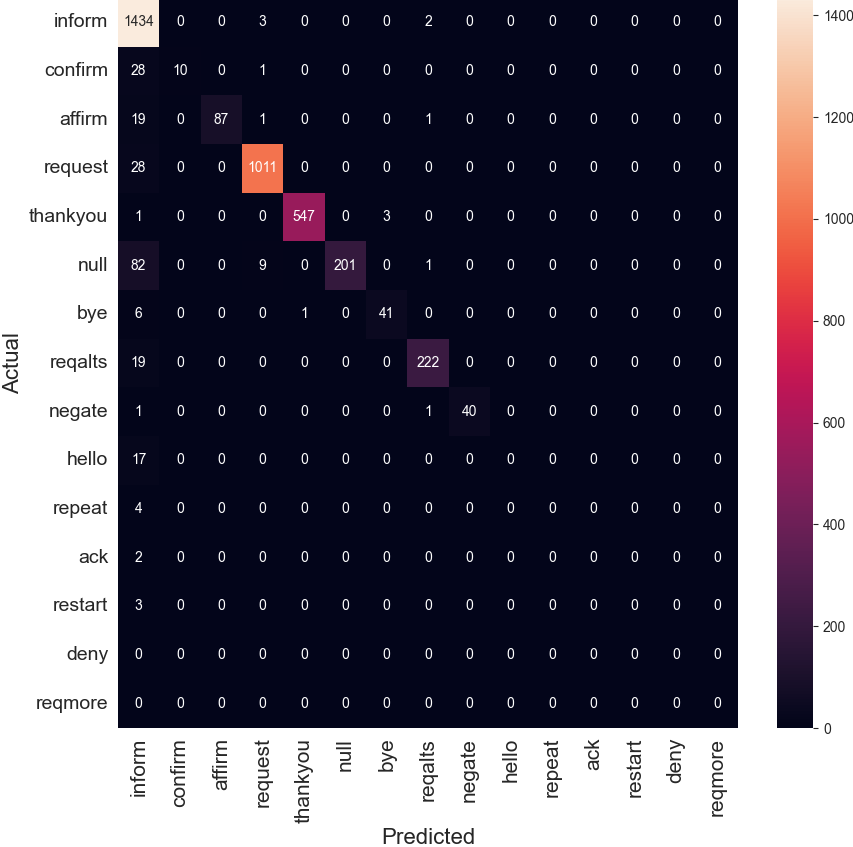 inform 1434 0 0 3 0 0 0 2 0 0 0 0 0 0 0
confirm 28 10 0 1 0 0 0 0 0 0 0 0 0 0 0
affirm 19 0 87 1 0 0 0 1 0 0 0 0 0 0 0
request 28 0 0 1011 0 0 0 0 0 0 0 0 0 0 0
thankyou 1 0 0 0 547 0 3 0 0 0 0 0 0 0 0
null 82 0 0 9 0 201 0 1 0 0 0 0 0 0 0
bye 6 0 0 0 1 0 41 0 0 0 0 0 0 0 0
reqalts 19 0 0 0 0 0 0 222 0 0 0 0 0 0 0
negate 1 0 0 0 0 0 0 1 40 0 0 0 0 0 0
hello 17 0 0 0 0 0 0 0 0 0 0 0 0 0 0
repeat 4 0 0 0 0 0 0 0 0 0 0 0 0 0 0
ack 2 0 0 0 0 0 0 0 0 0 0 0 0 0 0
restart 3 0 0 0 0 0 0 0 0 0 0 0 0 0 0
deny 0 0 0 0 0 0 0 0 0 0 0 0 0 0 0
reqmore 0 0 0 0 0 0 0 0 0 0 0 0 0 0 0
Actual
inform confirm affirm request thankyou null bye reqalts negate hello repeat ack restart deny reqmore
Predicted
1400
1200
1000
800
600
400
200
0